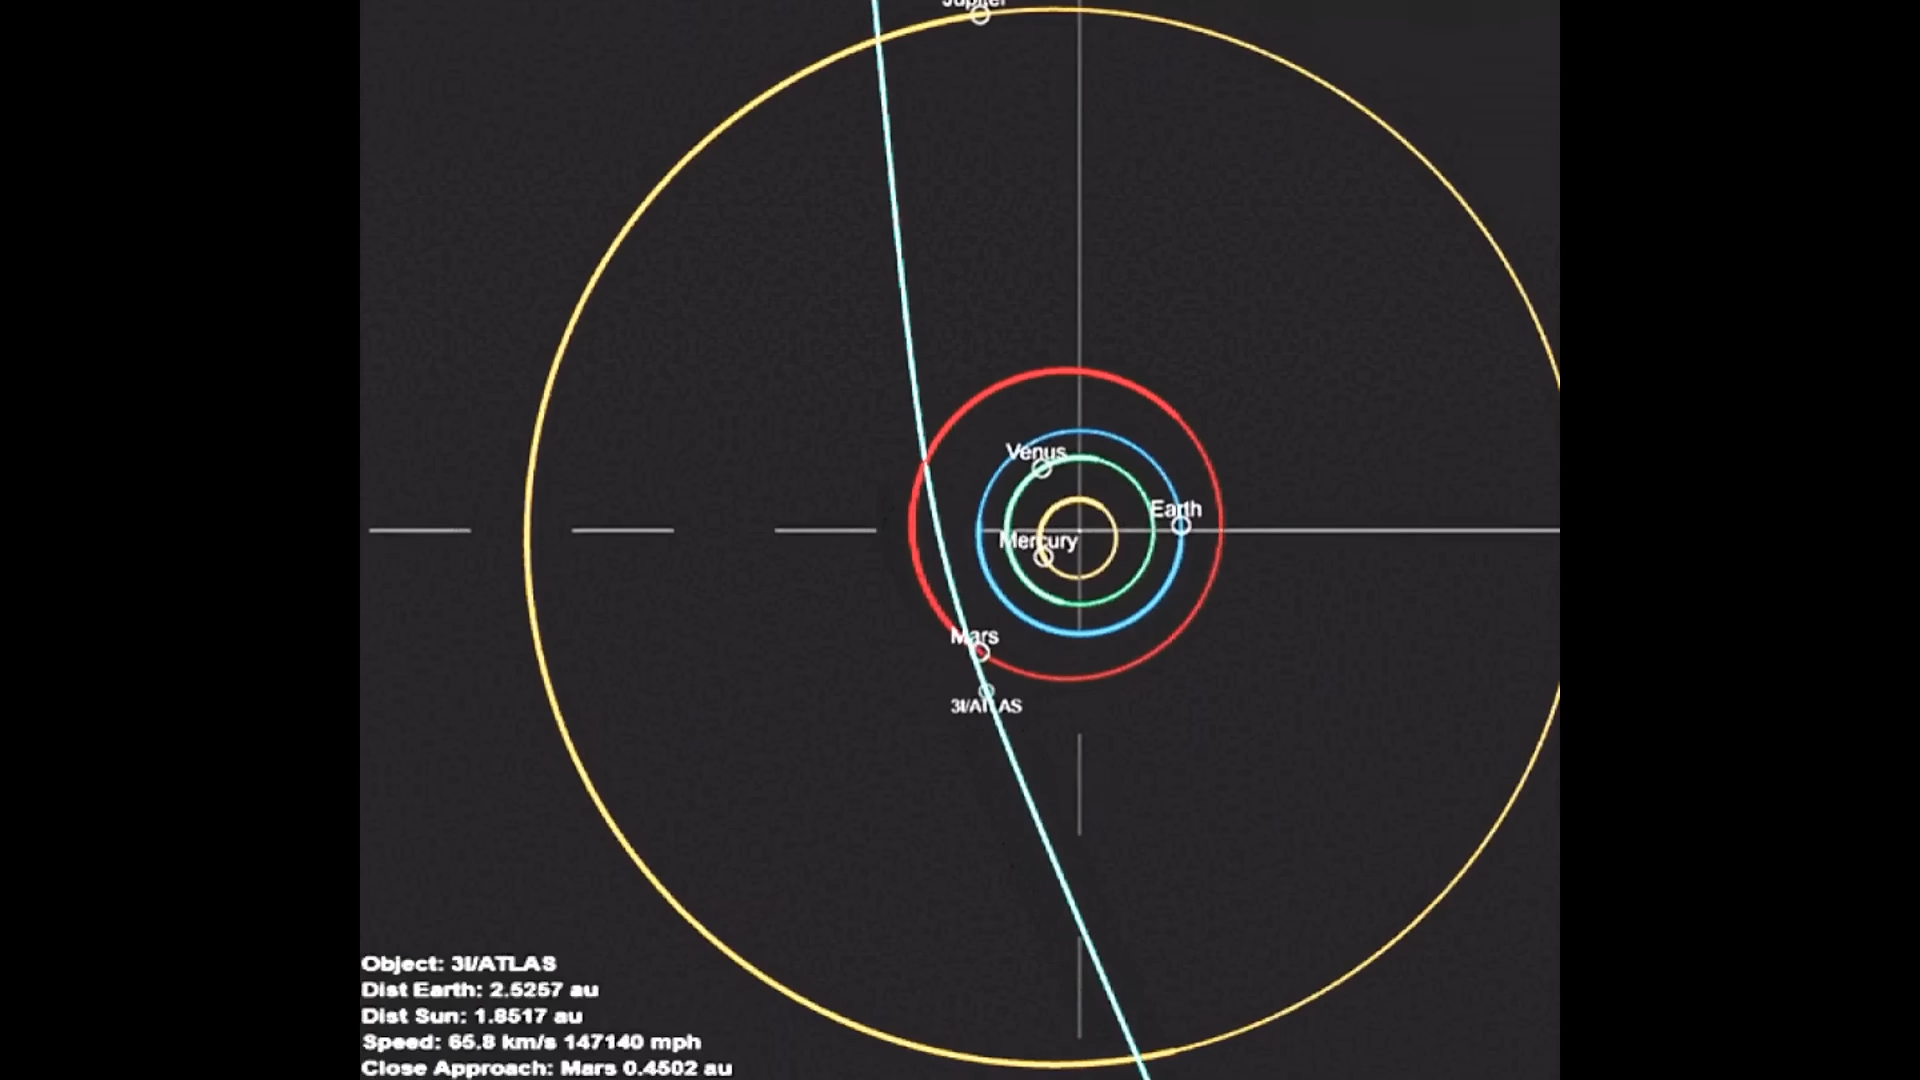 Jupiter
Venus
Earth
Mercury
Mars
3I/ATLAS
Object: 3I/ATLAS
Dist Earth: 2.5257 au
Dist Sun: 1.8517 au
Speed: 65.8 km/s 147140 mph
Close Approach: Mars 0.4502 au